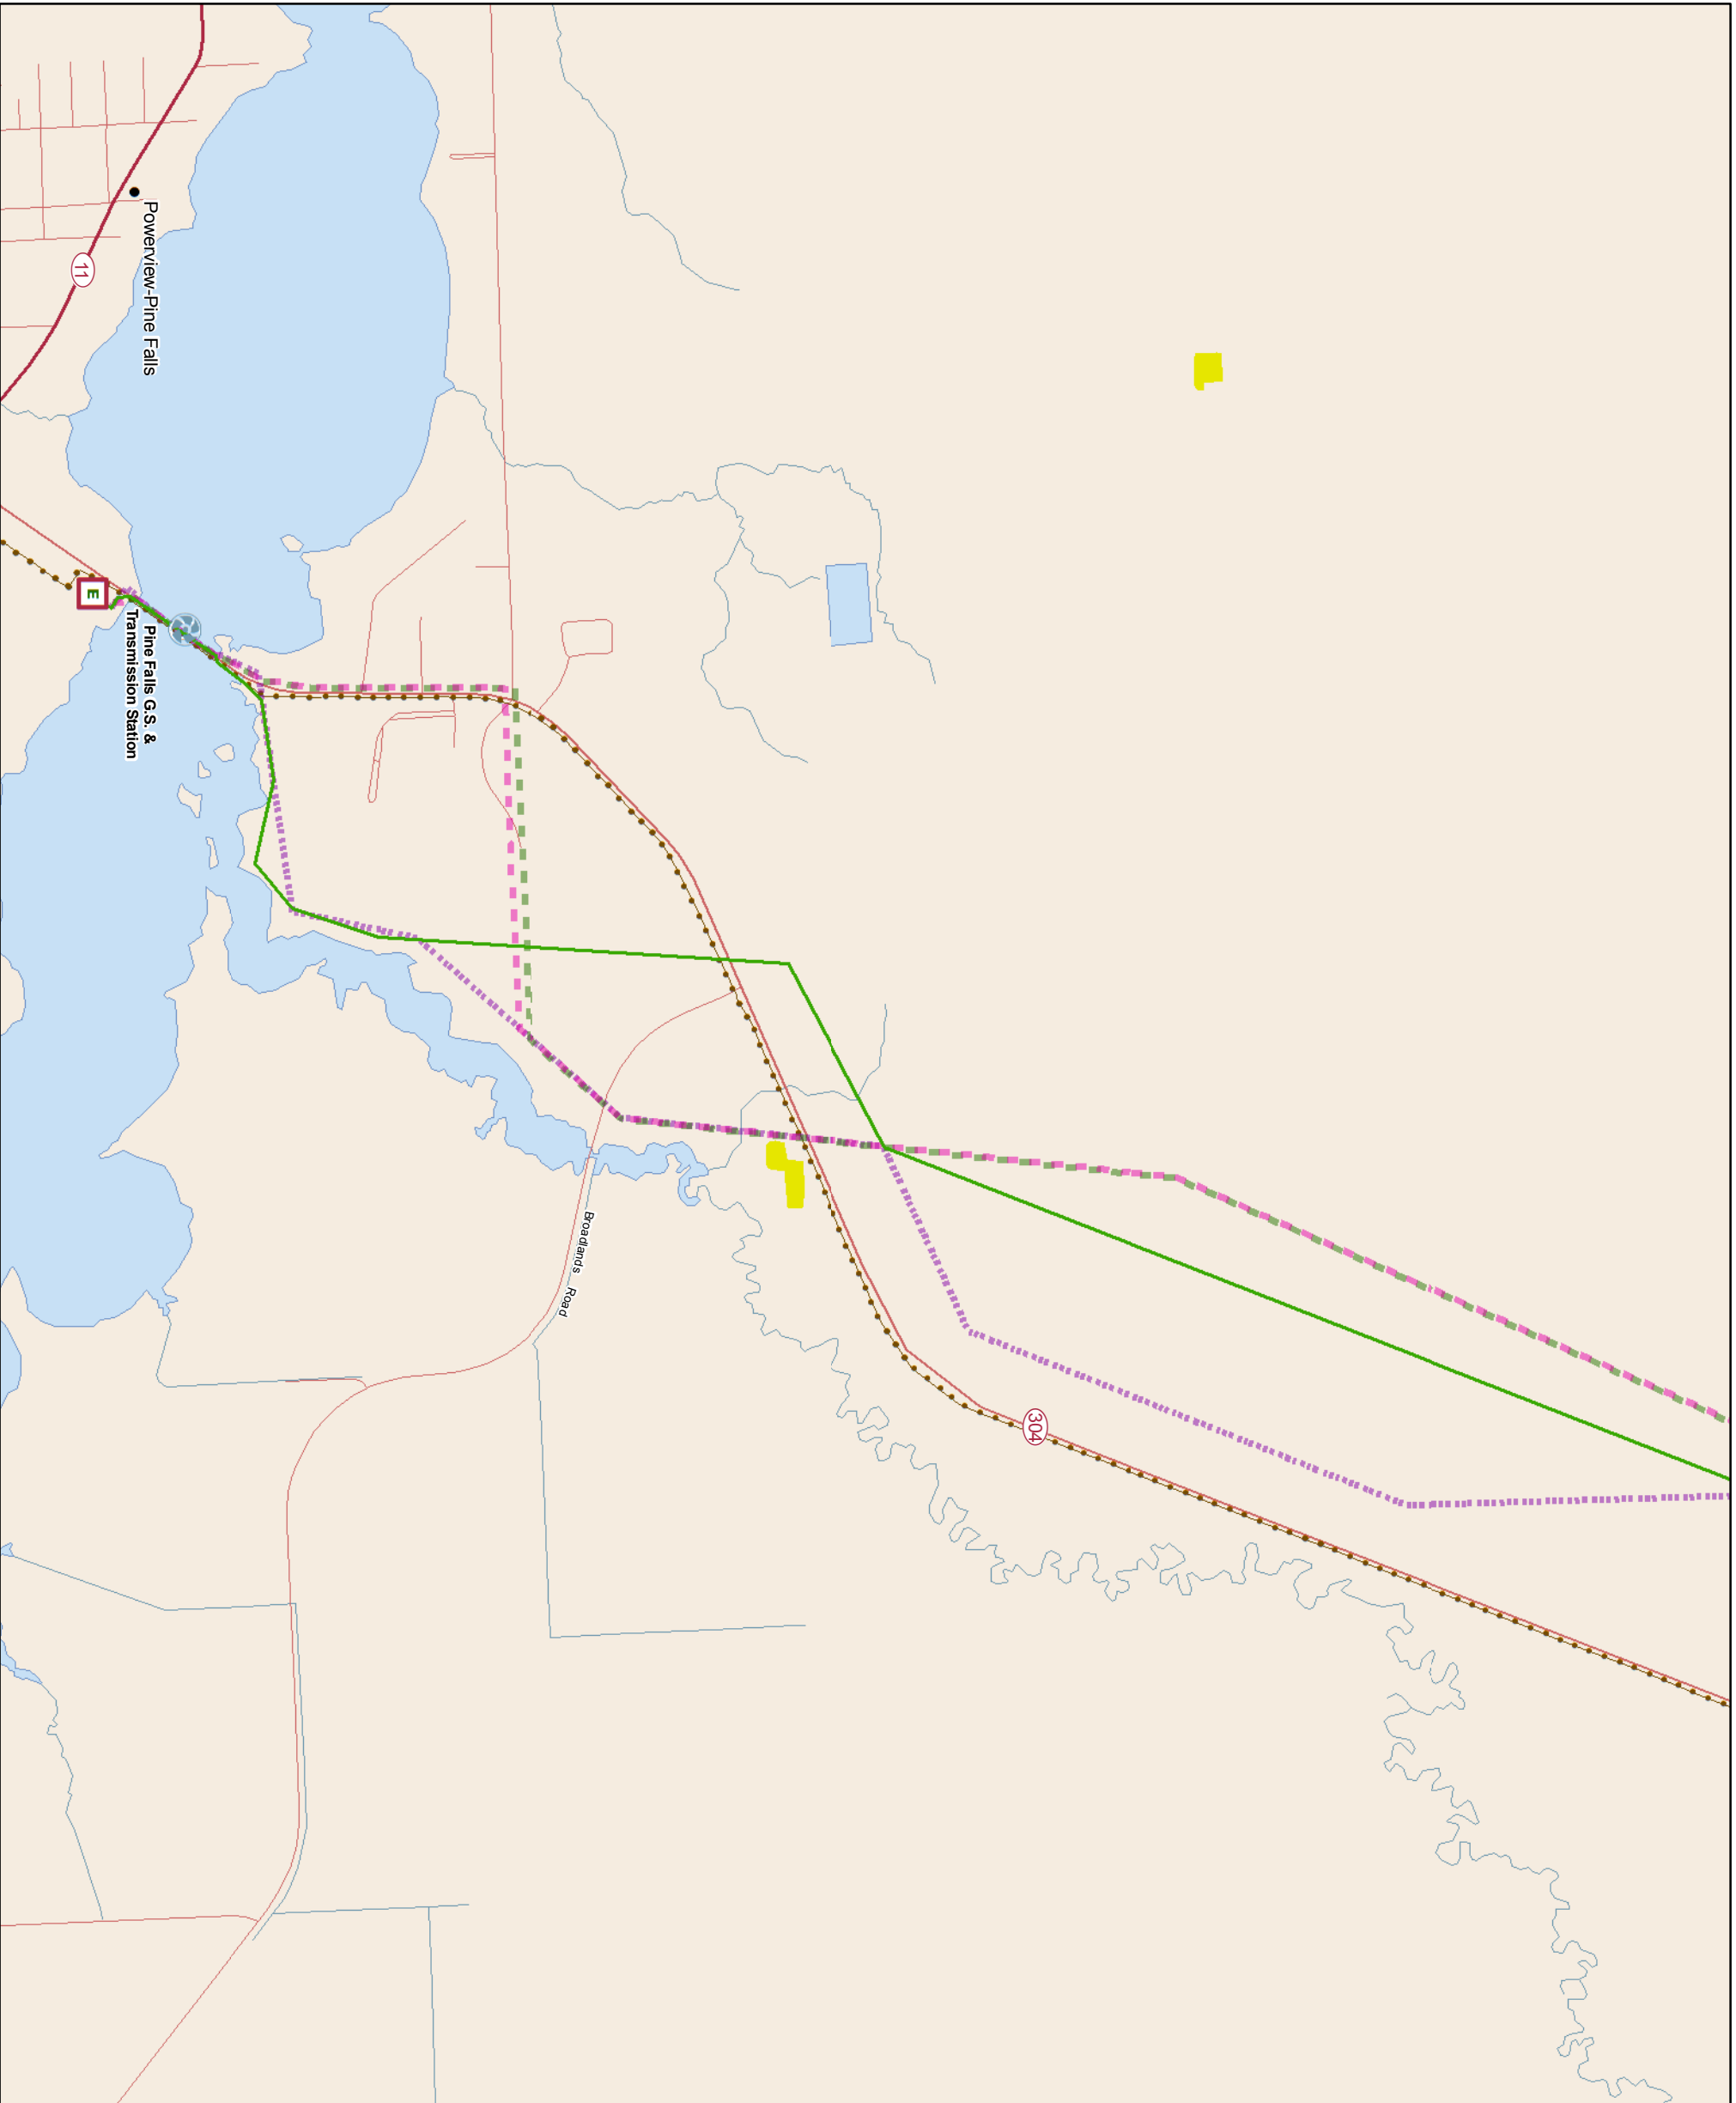 Powerview-Pine Falls
11
E
Pine Falls G.S. &
Transmission Station
Broadlands Road
304